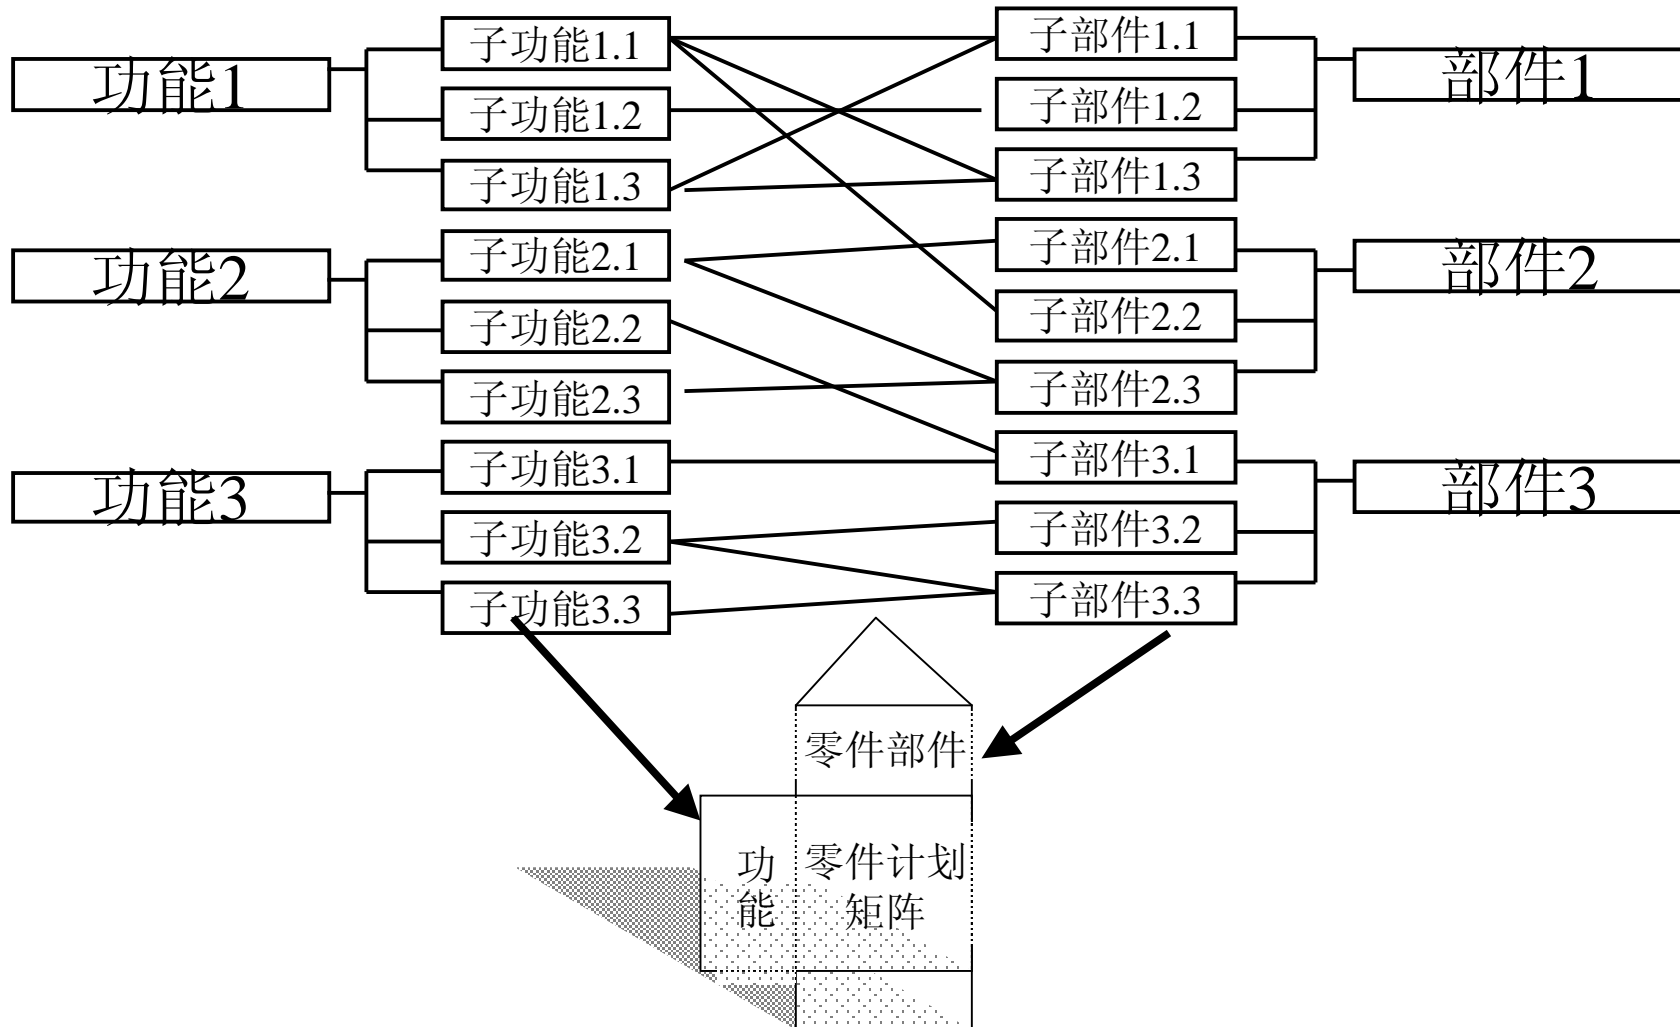 功能1
子功能1.1
子功能1.2
子功能1.3
功能2
子功能2.1
子功能2.2
子功能2.3
功能3
子功能3.1
子功能3.2
子功能3.3
子部件1.1
子部件1.2
子部件1.3
部件1
子部件2.1
子部件2.2
子部件2.3
部件2
子部件3.1
子部件3.2
子部件3.3
部件3
零件部件
功
能
零件计划
矩阵